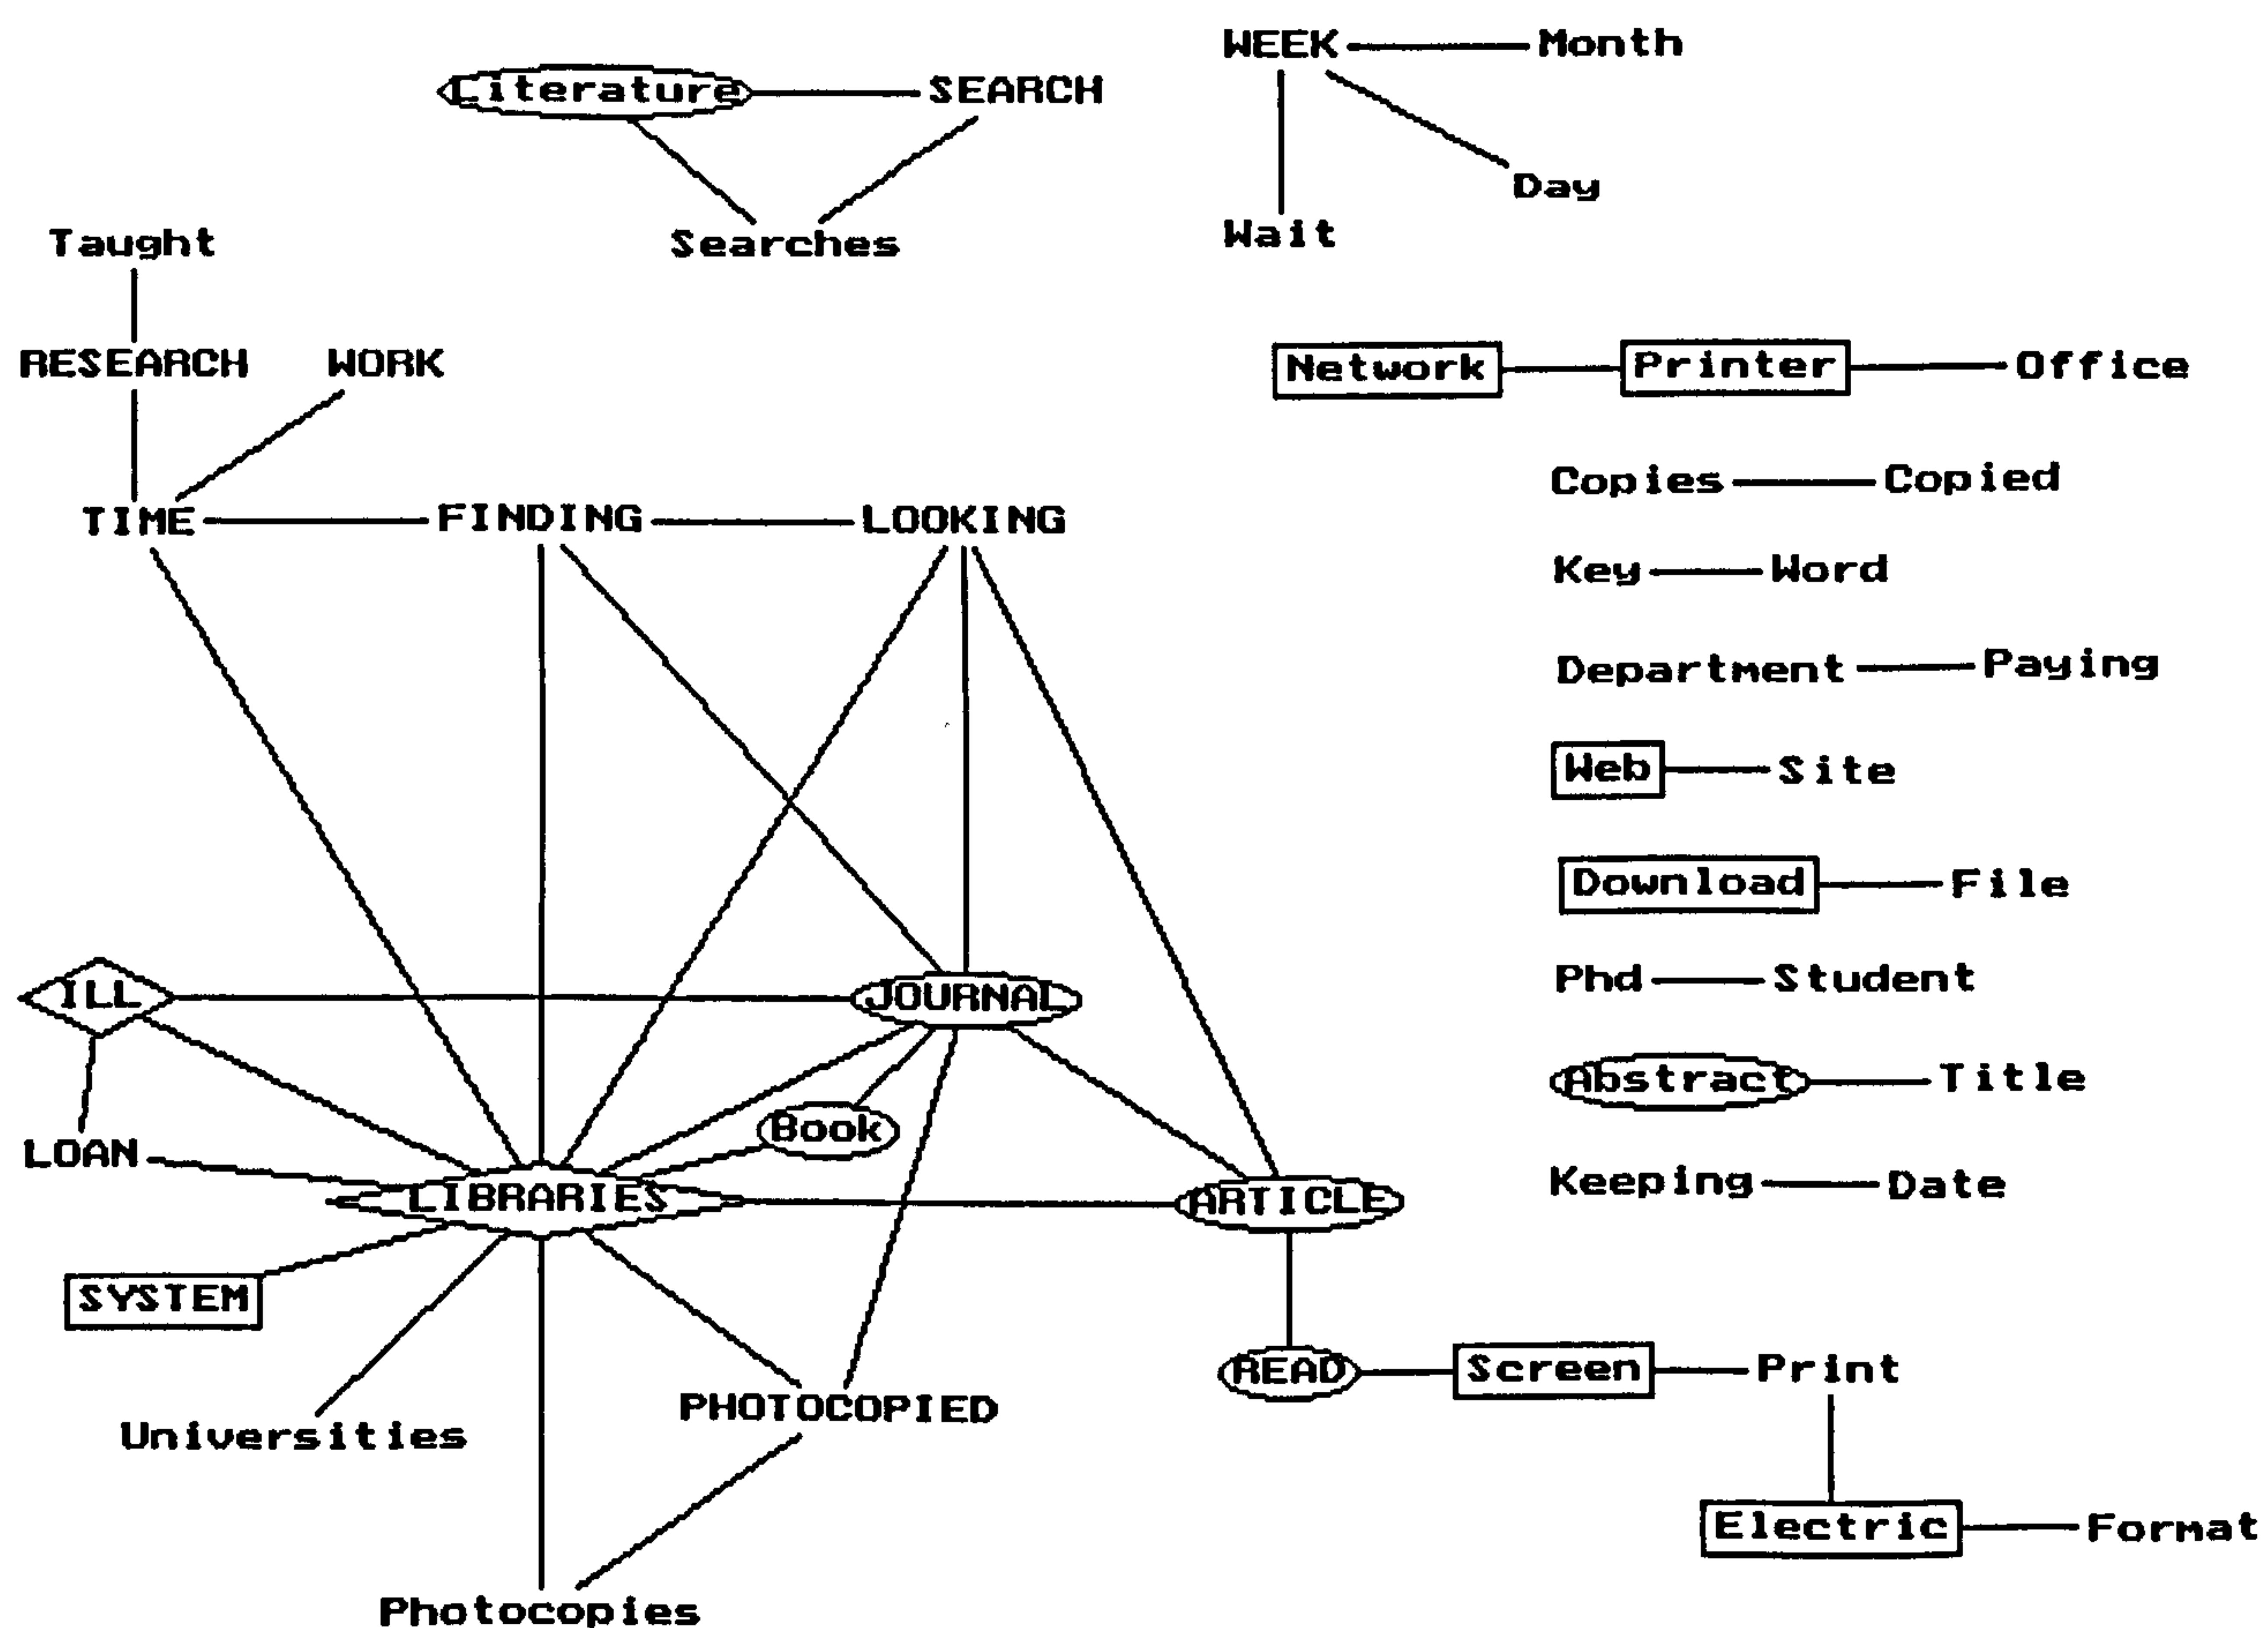 WEEK Month
Literature SEARCH
Day
Wait
Taught Searches
RESEARCH WORK
Network Printer Office
Copies Copied
TIME FINDING LOOKING
Key Word
Department Paying
Web Site
Download File
Phd Student
ILL JOURNAL
Abstract Title
Book
LOAN
Keeping Date
LIBRARIES ARTICLE
SYSTEM
READ Screen Print
PHOTOCOPIED
Universities
Electric Format
Photocopies